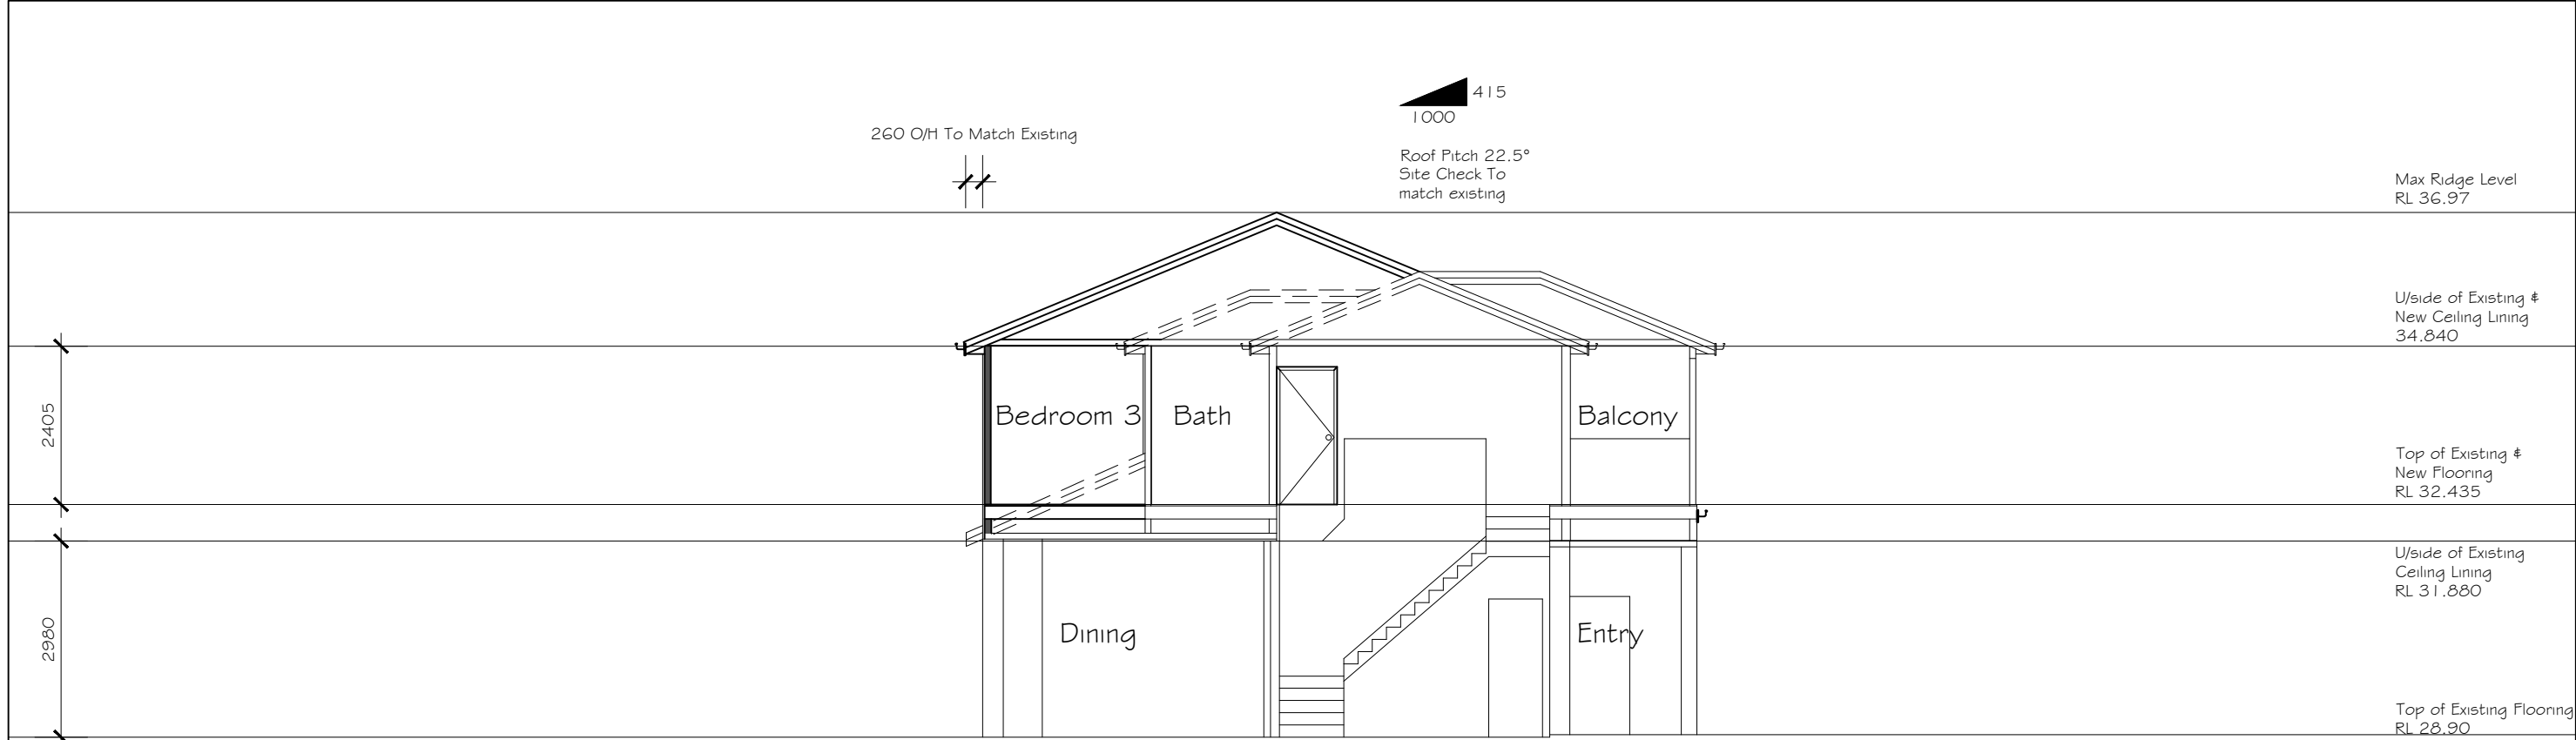 415
1000
260 O/H To Match Existing
Roof Pitch 22.5°
Site Check To
match existing
Max Ridge Level
RL 36.97
U/side of Existing &
New Ceiling Lining
34.840
2405
Bedroom 3
Bath
Balcony
Top of Existing &
New Flooring
RL 32.435
U/side of Existing
Ceiling Lining
RL 31.880
2980
Dining
Entry
Top of Existing Flooring
RL 28.90